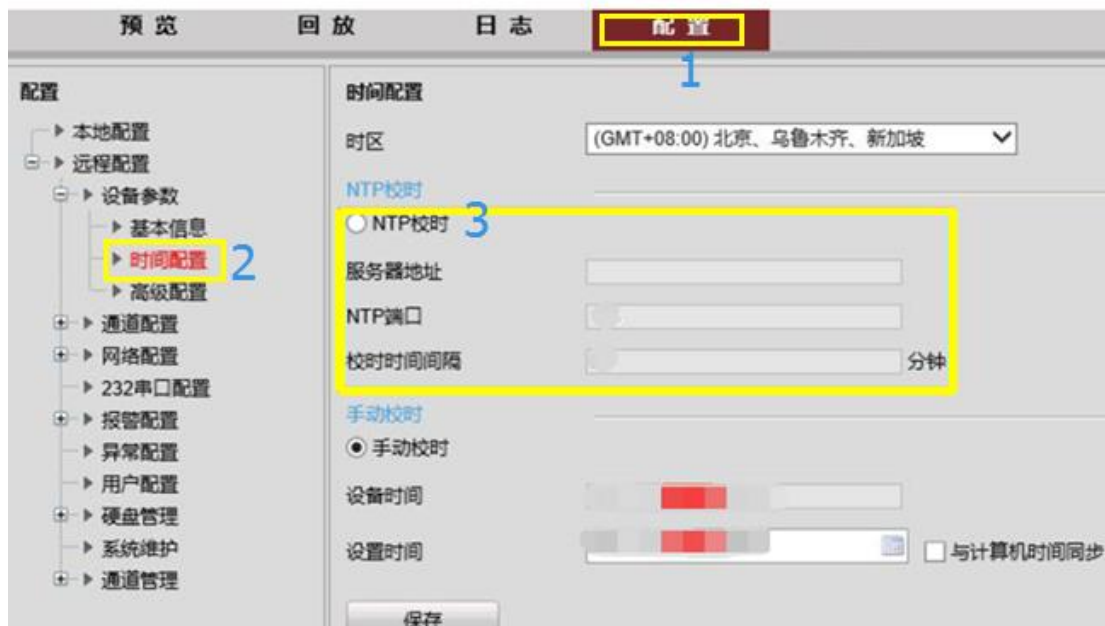 预览 回放 日志 配置
1
配置
本地配置
远程配置
设备参数
基本信息
时间配置 2
高级配置
通道配置
网络配置
232串口配置
报警配置
异常配置
用户配置
硬盘管理
系统维护
通道管理
时间配置
时区 (GMT+08:00) 北京、乌鲁木齐、新加坡
NTP校时
NTP校时 3
服务器地址
NTP端口
校时时间间隔 分钟
手动校时
手动校时
设备时间
设置时间 与计算机时间同步
保存